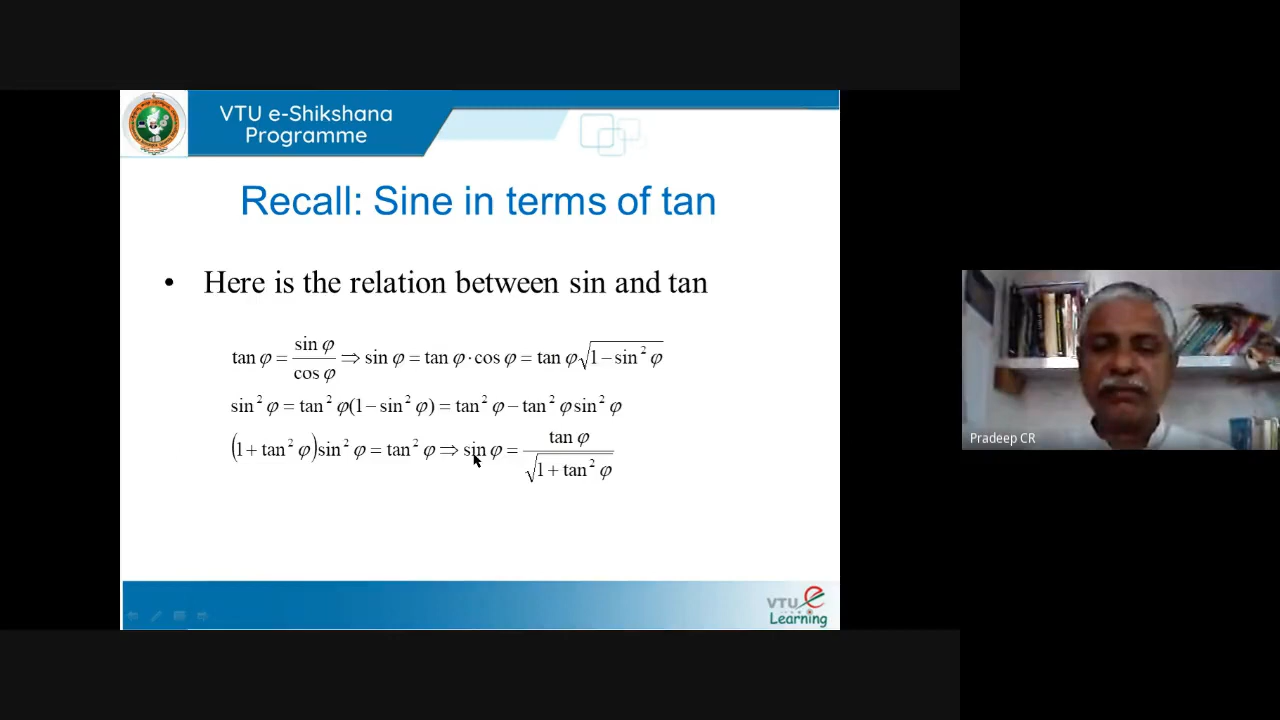 VTU e-Shikshana
Programme
Recall: Sine in terms of tan
• Here is the relation between sin and tan
tan φ = sin φ / cos φ ⇒ sin φ = tan φ · cos φ = tan φ √(1 − sin² φ)
sin² φ = tan² φ(1 − sin² φ) = tan² φ − tan² φ sin² φ
(1 + tan² φ)sin² φ = tan² φ ⇒ sin φ = tan φ / √(1 + tan² φ)
Pradeep CR
VTU e
Learning